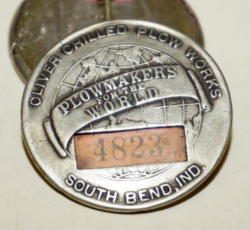 OLIVER CHILLED PLOW WORKS
PLOWMAKERS
FOR THE
WORLD
4823
SOUTH BEND, IND.